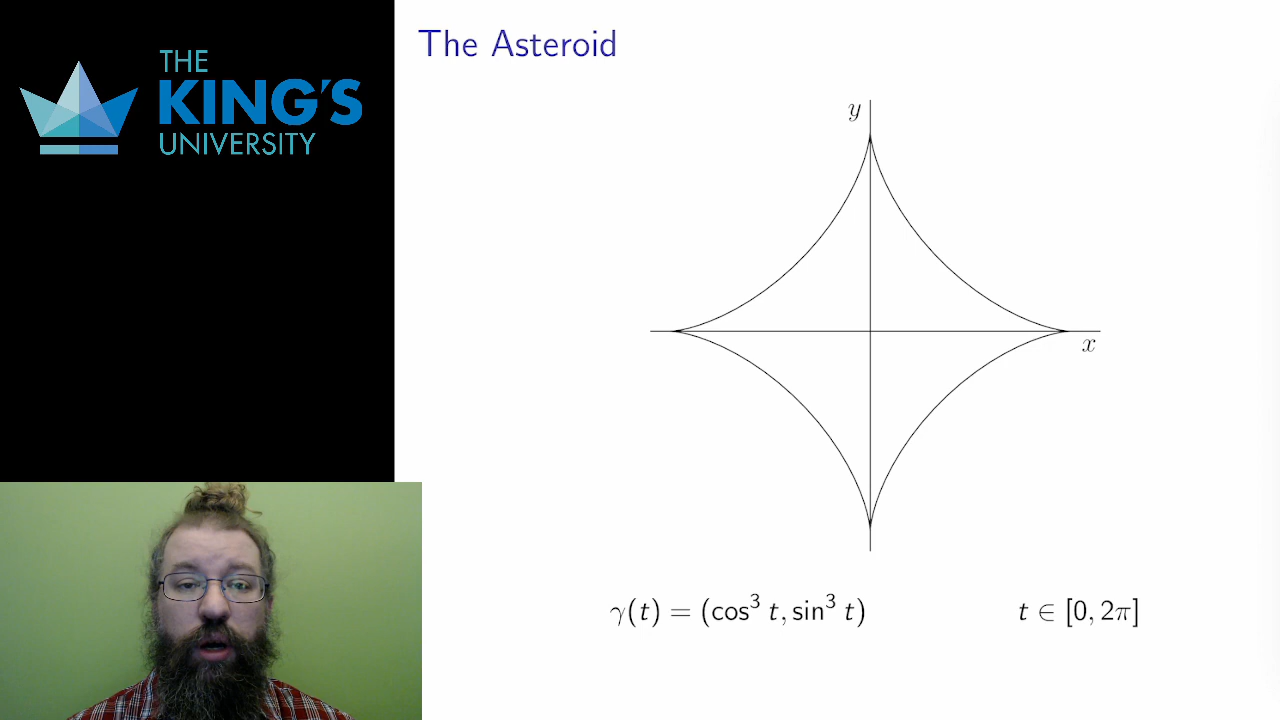 THE
KING'S
UNIVERSITY
The Asteroid
y
x
γ(t) = (cos³ t, sin³ t) t ∈ [0, 2π]